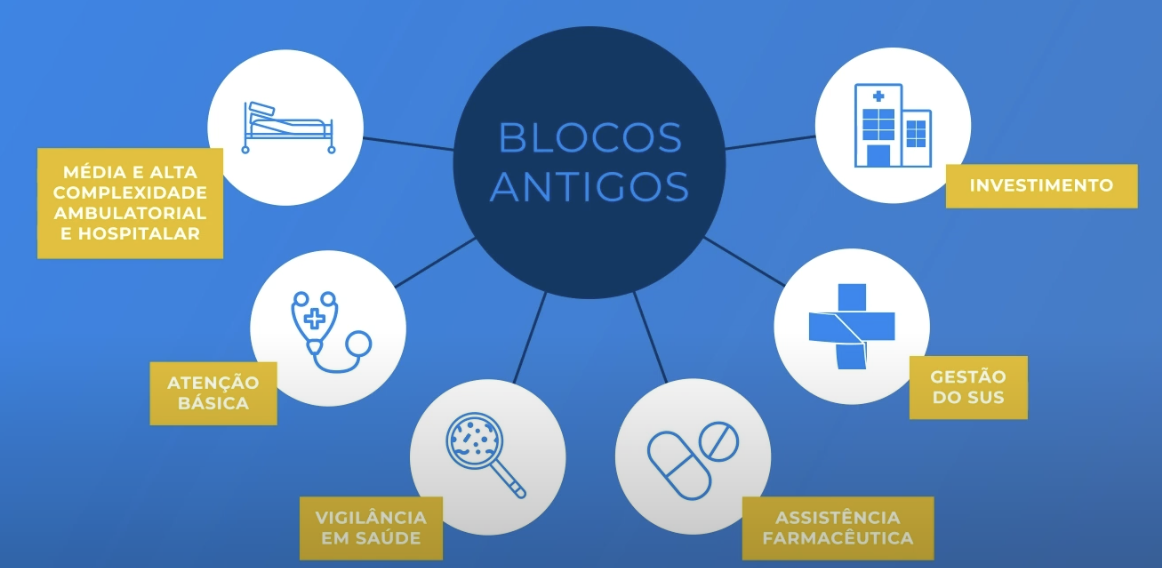 BLOCOS
ANTIGOS
MÉDIA E ALTA
COMPLEXIDADE
AMBULATORIAL
E HOSPITALAR
INVESTIMENTO
ATENÇÃO
BÁSICA
GESTÃO
DO SUS
VIGILÂNCIA
EM SAÚDE
ASSISTÊNCIA
FARMACÊUTICA